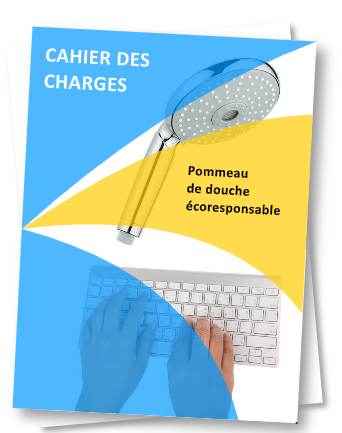 CAHIER DES
CHARGES
Pommeau
de douche
écoresponsable